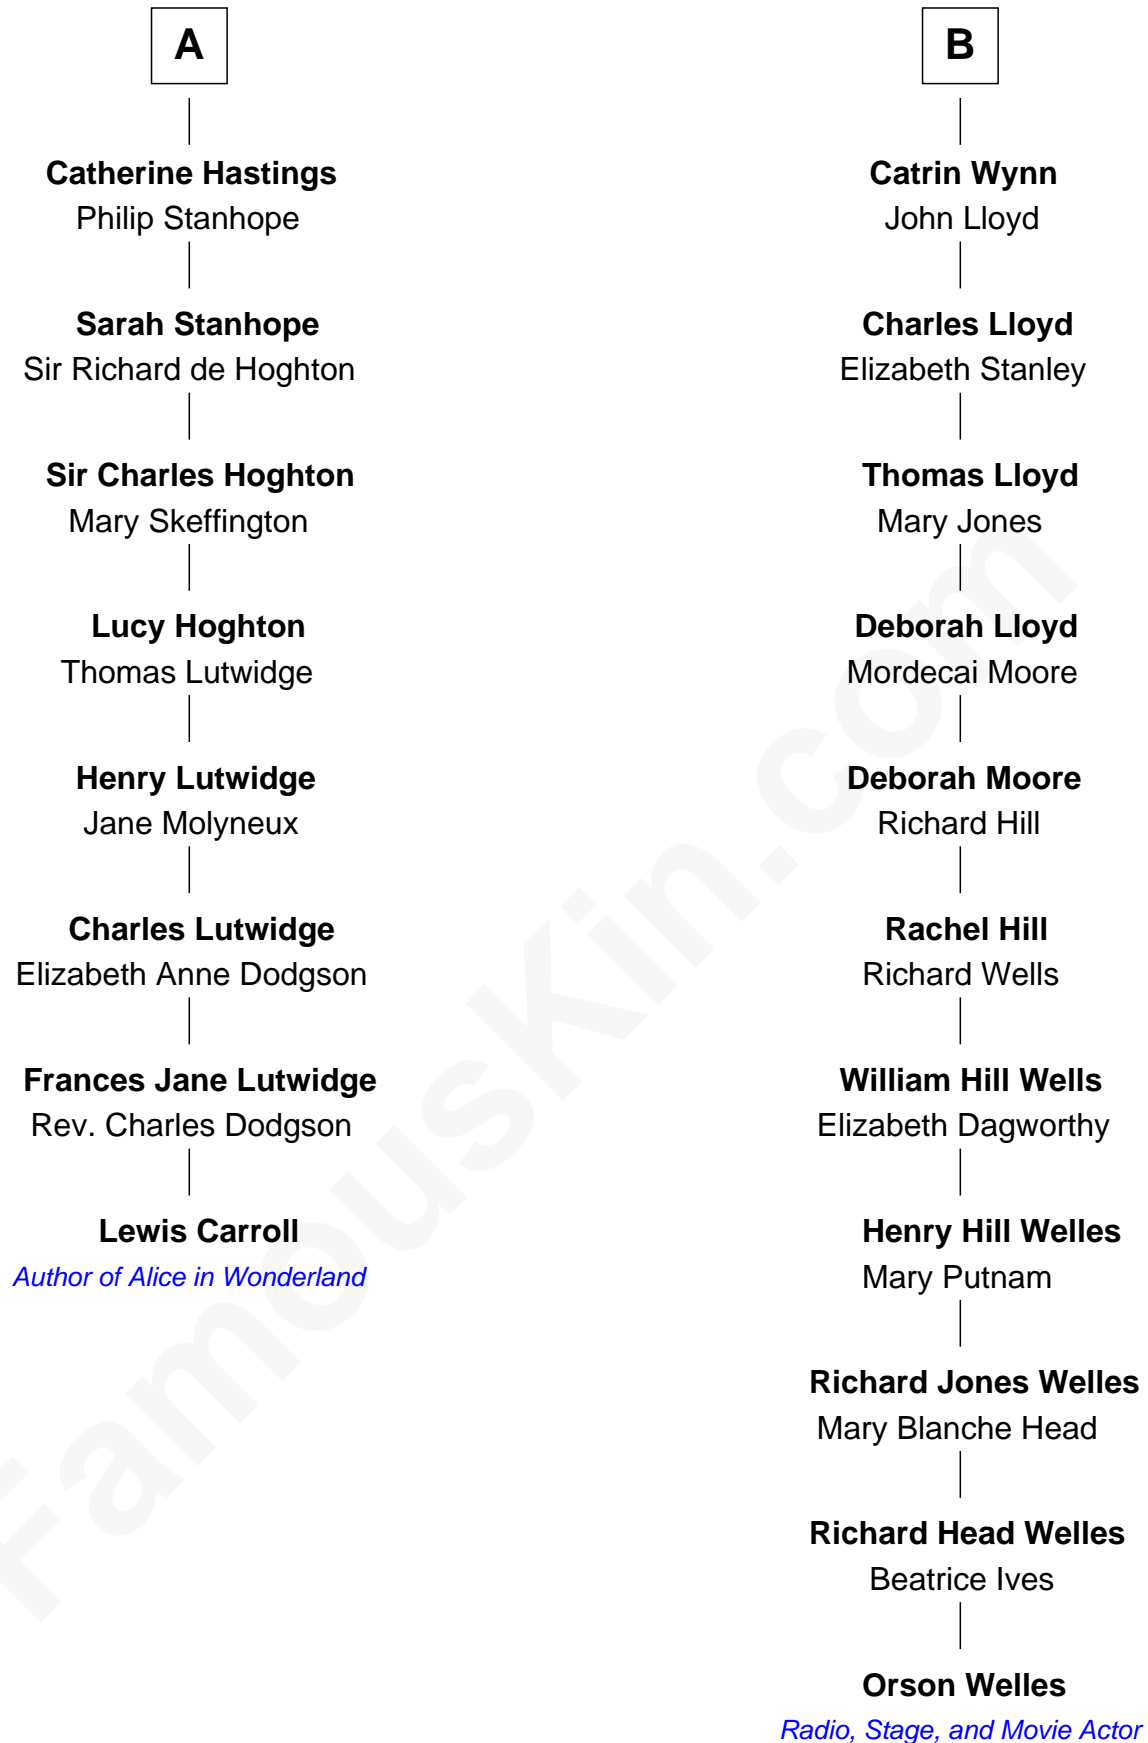 A
Catherine Hastings
Philip Stanhope
Sarah Stanhope
Sir Richard de Hoghton
Sir Charles Hoghton
Mary Skeffington
Lucy Hoghton
Thomas Lutwidge
Henry Lutwidge
Jane Molyneux
Charles Lutwidge
Elizabeth Anne Dodgson
Frances Jane Lutwidge
Rev. Charles Dodgson
Lewis Carroll
Author of Alice in Wonderland
B
Catrin Wynn
John Lloyd
Charles Lloyd
Elizabeth Stanley
Thomas Lloyd
Mary Jones
Deborah Lloyd
Mordecai Moore
Deborah Moore
Richard Hill
Rachel Hill
Richard Wells
William Hill Wells
Elizabeth Dagworthy
Henry Hill Welles
Mary Putnam
Richard Jones Welles
Mary Blanche Head
Richard Head Welles
Beatrice Ives
Orson Welles
Radio, Stage, and Movie Actor
FamousKin.com